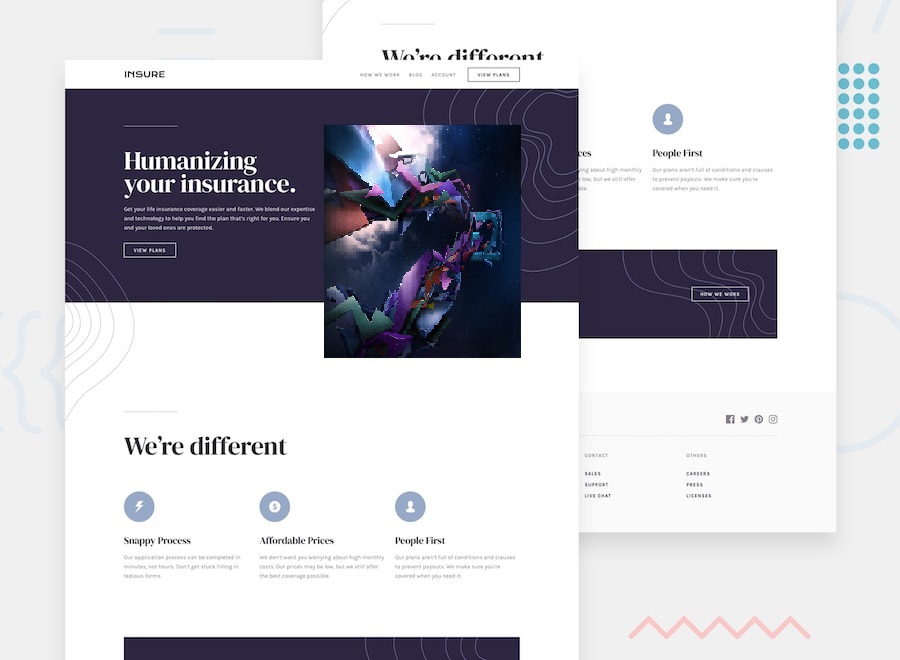 We're different
INSURE
HOW WE WORK BLOG ACCOUNT VIEW PLANS
Humanizing
your insurance.
Get your life insurance coverage easier and faster. We blend our expertise
and technology to help you find the plan that's right for you. Ensure you
and your loved ones are protected.
VIEW PLANS
We're different
Snappy Process
Our application process can be completed in
minutes, not hours. Don't get stuck filling in
tedious forms.
Affordable Prices
We don't want you worrying about high monthly
costs. Our prices may be low, but we still offer
the best coverage possible.
People First
Our plans aren't full of conditions and clauses
to prevent payouts. We make sure you're
covered when you need it.
ces
ying about high monthly
e low, but we still offer
ble.
People First
Our plans aren't full of conditions and clauses
to prevent payouts. We make sure you're
covered when you need it.
HOW WE WORK
CONTACT
SALES
SUPPORT
LIVE CHAT
OTHERS
CAREERS
PRESS
LICENSES